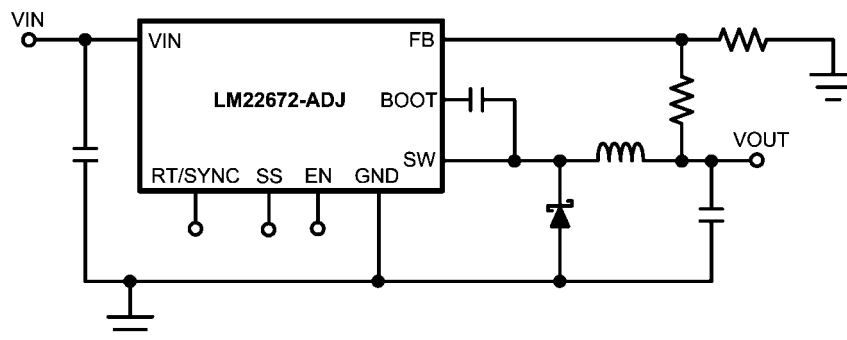 VIN
VIN
FB
LM22672-ADJ
BOOT
SW
VOUT
RT/SYNC SS EN GND